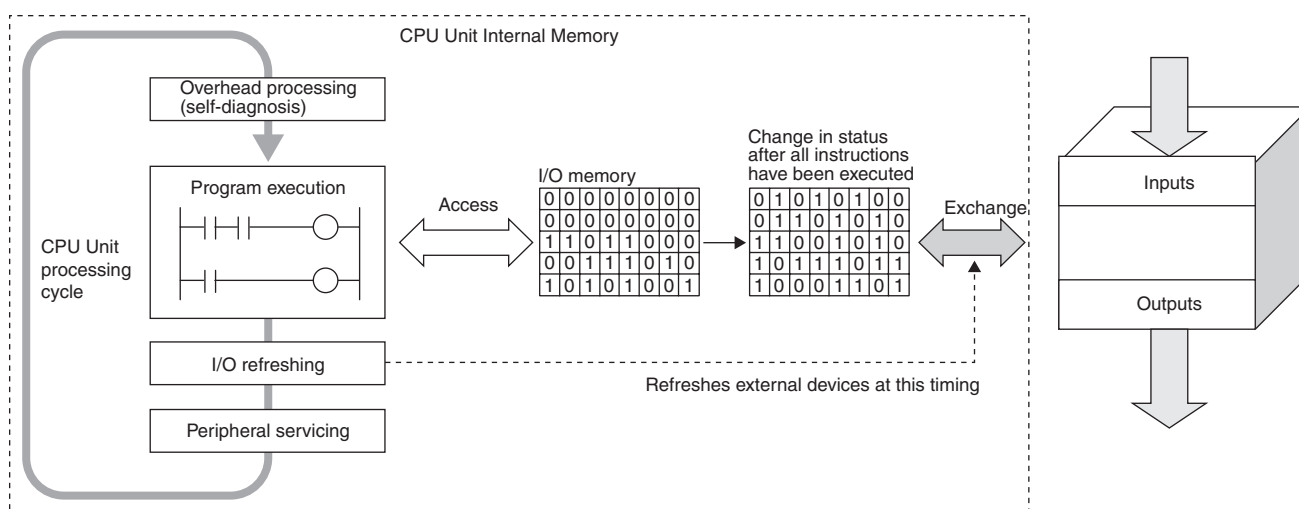 CPU Unit Internal Memory
Overhead processing
(self-diagnosis)
Program execution
CPU Unit
processing
cycle
I/O refreshing
Peripheral servicing
Access
I/O memory
0 0 0 0 0 0 0 0
0 0 0 0 0 0 0 0
1 1 0 1 1 0 0 0
0 0 1 1 1 0 1 0
1 0 1 0 1 0 0 1
Change in status
after all instructions
have been executed
0 1 0 1 0 1 0 0
0 1 1 0 1 0 1 0
1 1 0 0 1 0 1 0
1 0 1 1 1 0 1 1
1 0 0 0 1 1 0 1
Exchange
Refreshes external devices at this timing
Inputs
Outputs